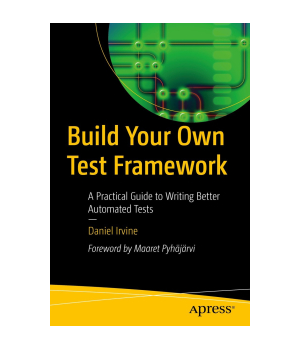 Build Your Own
Test Framework
A Practical Guide to Writing Better
Automated Tests
—
Daniel Irvine
Foreword by Maaret Pyhäjärvi
Apress®